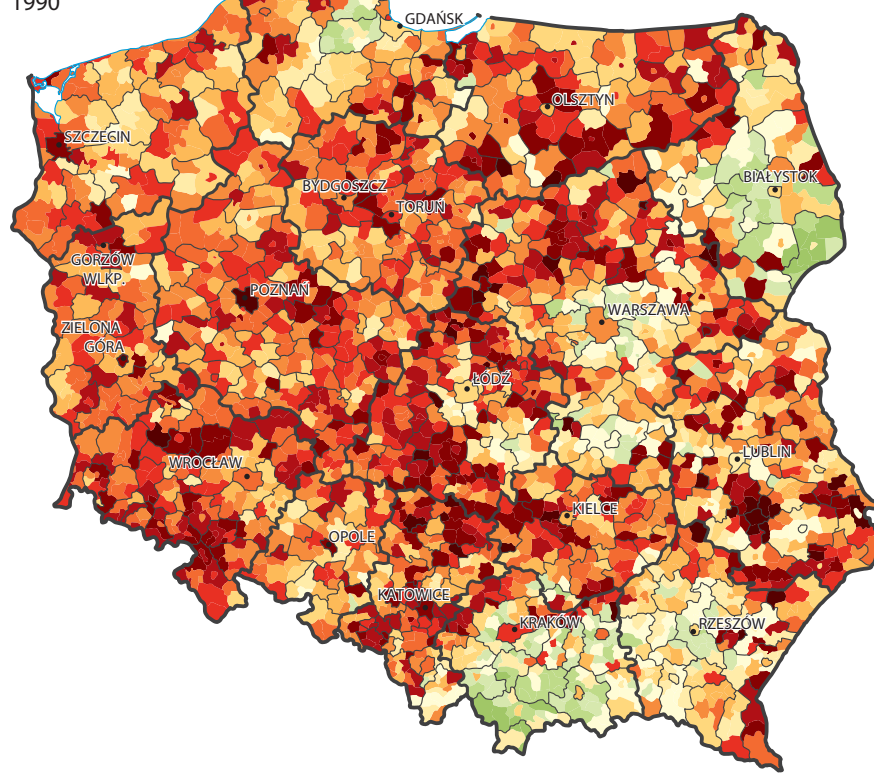 1990
GDAŃSK
OLSZTYN
SZCZECIN
BIAŁYSTOK
BYDGOSZCZ
TORUŃ
GORZÓW
WLKP.
POZNAŃ
WARSZAWA
ZIELONA
GÓRA
ŁÓDŹ
LUBLIN
WROCŁAW
KIELCE
OPOLE
KATOWICE
KRAKÓW
RZESZÓW